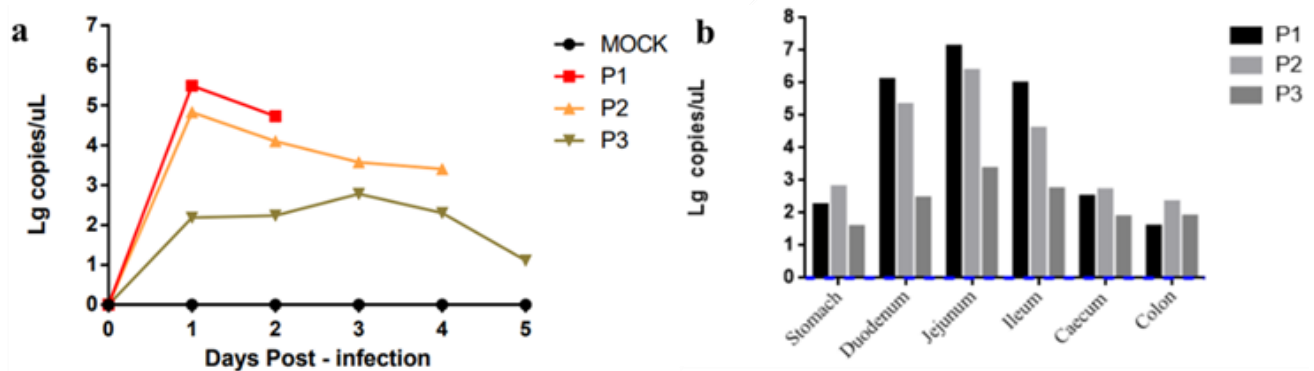 a
7
6
5
4
3
2
1
0
Lg copies/uL
0 1 2 3 4 5
Days Post - infection
MOCK
P1
P2
P3
b
8
7
6
5
4
3
2
1
0
Lg copies/uL
Stomach
Duodenum
Jejunum
Ileum
Caecum
Colon
P1
P2
P3